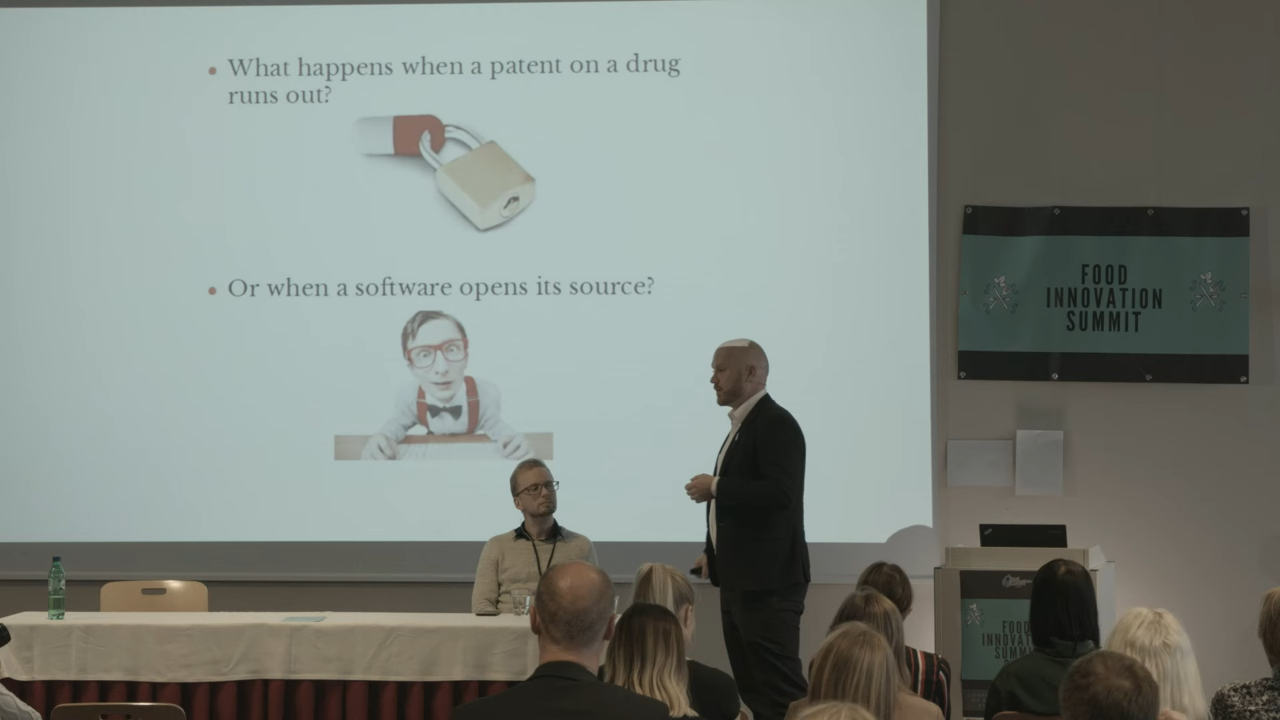 • What happens when a patent on a drug
runs out?
• Or when a software opens its source?
FOOD
INNOVATION
SUMMIT
FOOD
INNOVATION
SUMMIT